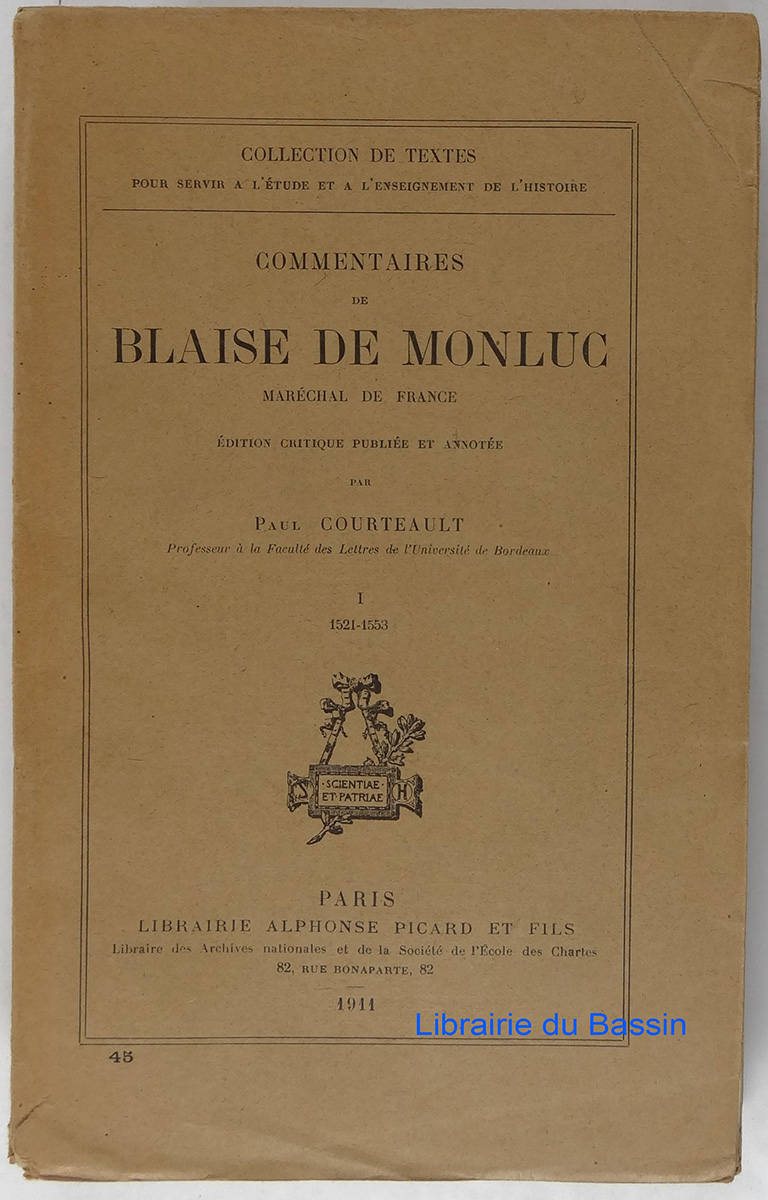 COLLECTION DE TEXTES
POUR SERVIR A L'ÉTUDE ET A L'ENSEIGNEMENT DE L'HISTOIRE
COMMENTAIRES
DE
BLAISE DE MONLUC
MARÉCHAL DE FRANCE
ÉDITION CRITIQUE PUBLIÉE ET ANNOTÉE
PAR
PAUL COURTEAULT
Professeur à la Faculté des Lettres de l'Université de Bordeaux
I
1521-1553
·SCIENTIAE·
ET·PATRIAE
S H
PARIS
LIBRAIRIE ALPHONSE PICARD ET FILS
Libraire des Archives nationales et de la Société de l'École des Chartes
82, RUE BONAPARTE, 82
1911
Librairie du Bassin
45